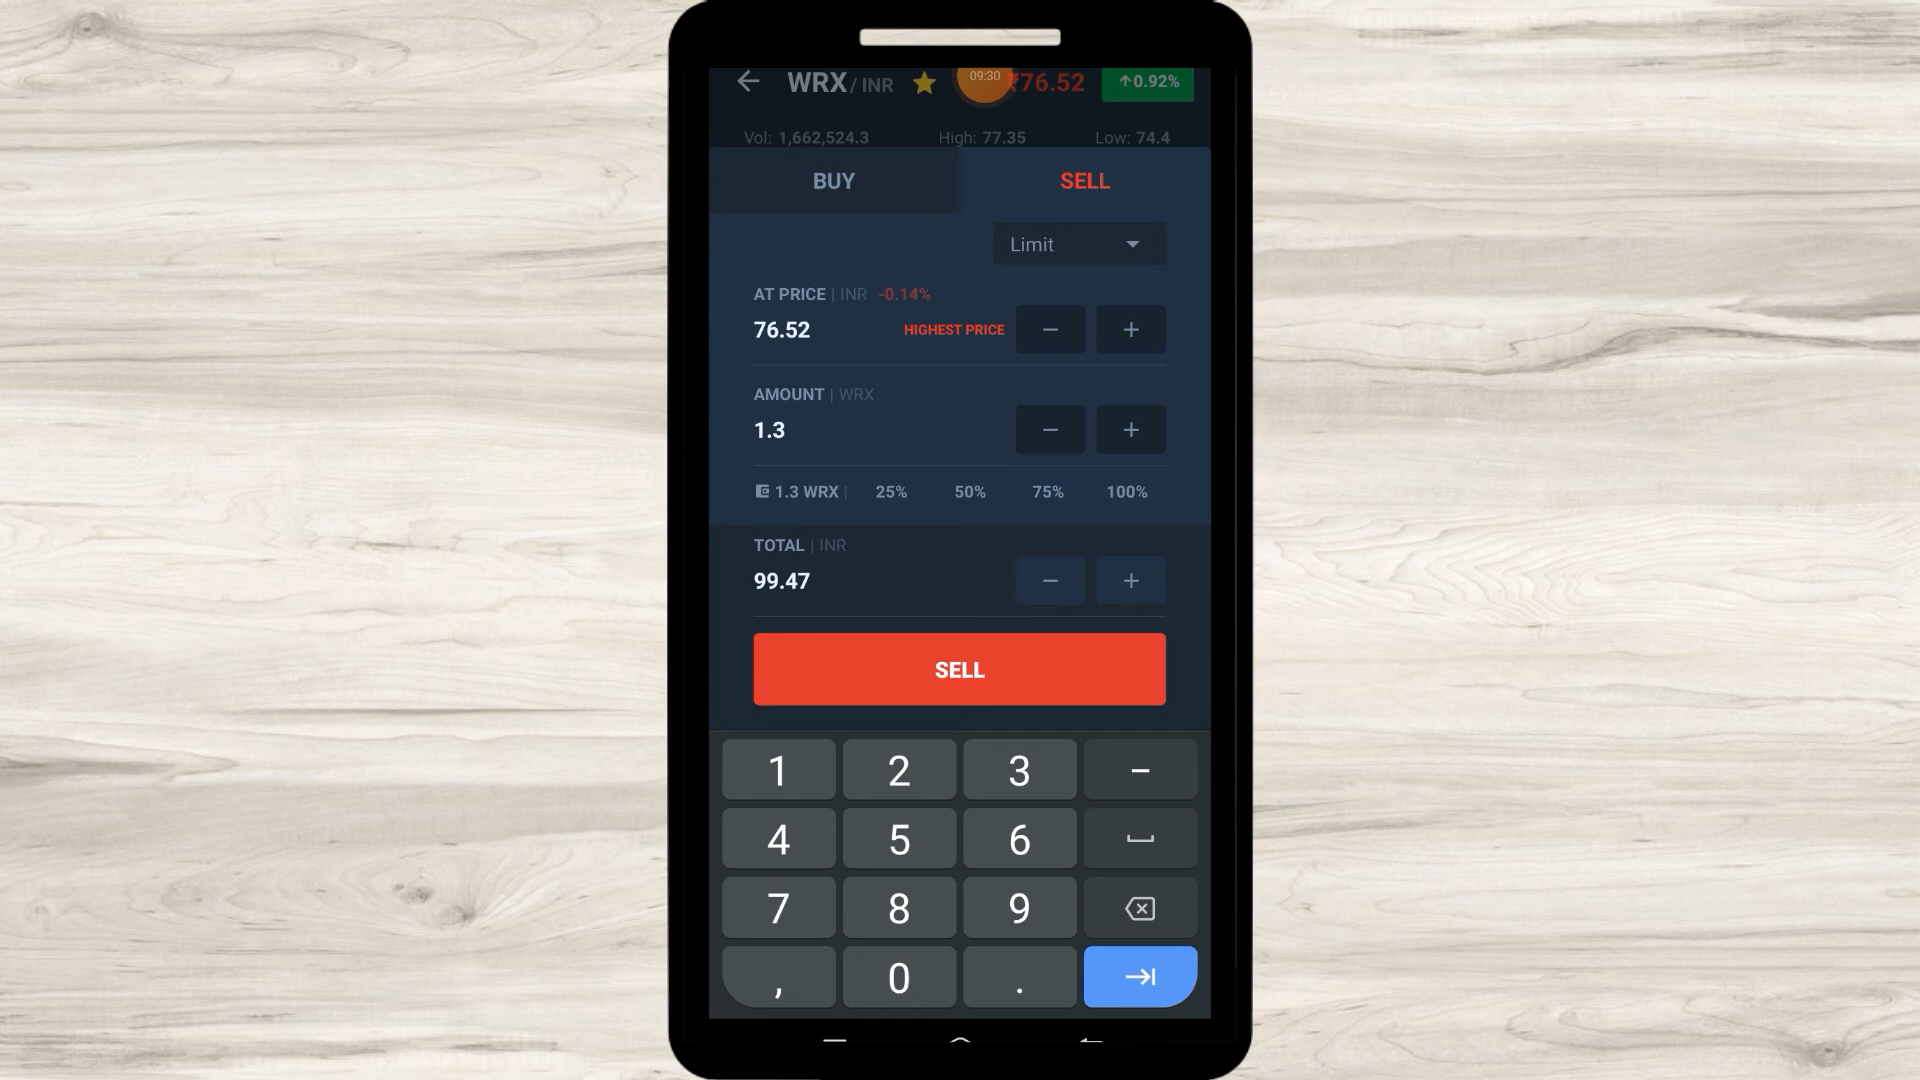 WRX / INR ₹76.52 ↑0.92%
09:30
Vol: 1,662,524.3 High: 77.35 Low: 74.4
BUY SELL
Limit
AT PRICE | INR -0.14%
76.52 HIGHEST PRICE − +
AMOUNT | WRX
1.3 − +
1.3 WRX | 25% 50% 75% 100%
TOTAL | INR
99.47 − +
SELL
1 2 3 −
4 5 6
7 8 9
, 0 .